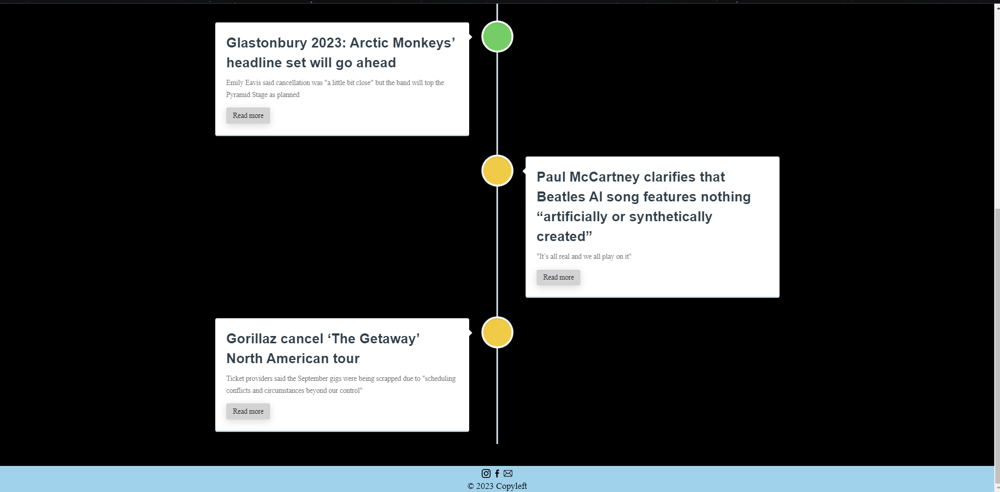 Glastonbury 2023: Arctic Monkeys’
headline set will go ahead
Emily Eavis said cancellation was "a little bit close" but the band will top the
Pyramid Stage as planned
Read more
Paul McCartney clarifies that
Beatles AI song features nothing
“artificially or synthetically
created”
"It’s all real and we all play on it"
Read more
Gorillaz cancel ‘The Getaway’
North American tour
Ticket providers said the September gigs were being scrapped due to "scheduling
conflicts and circumstances beyond our control"
Read more
© 2023 Copyleft